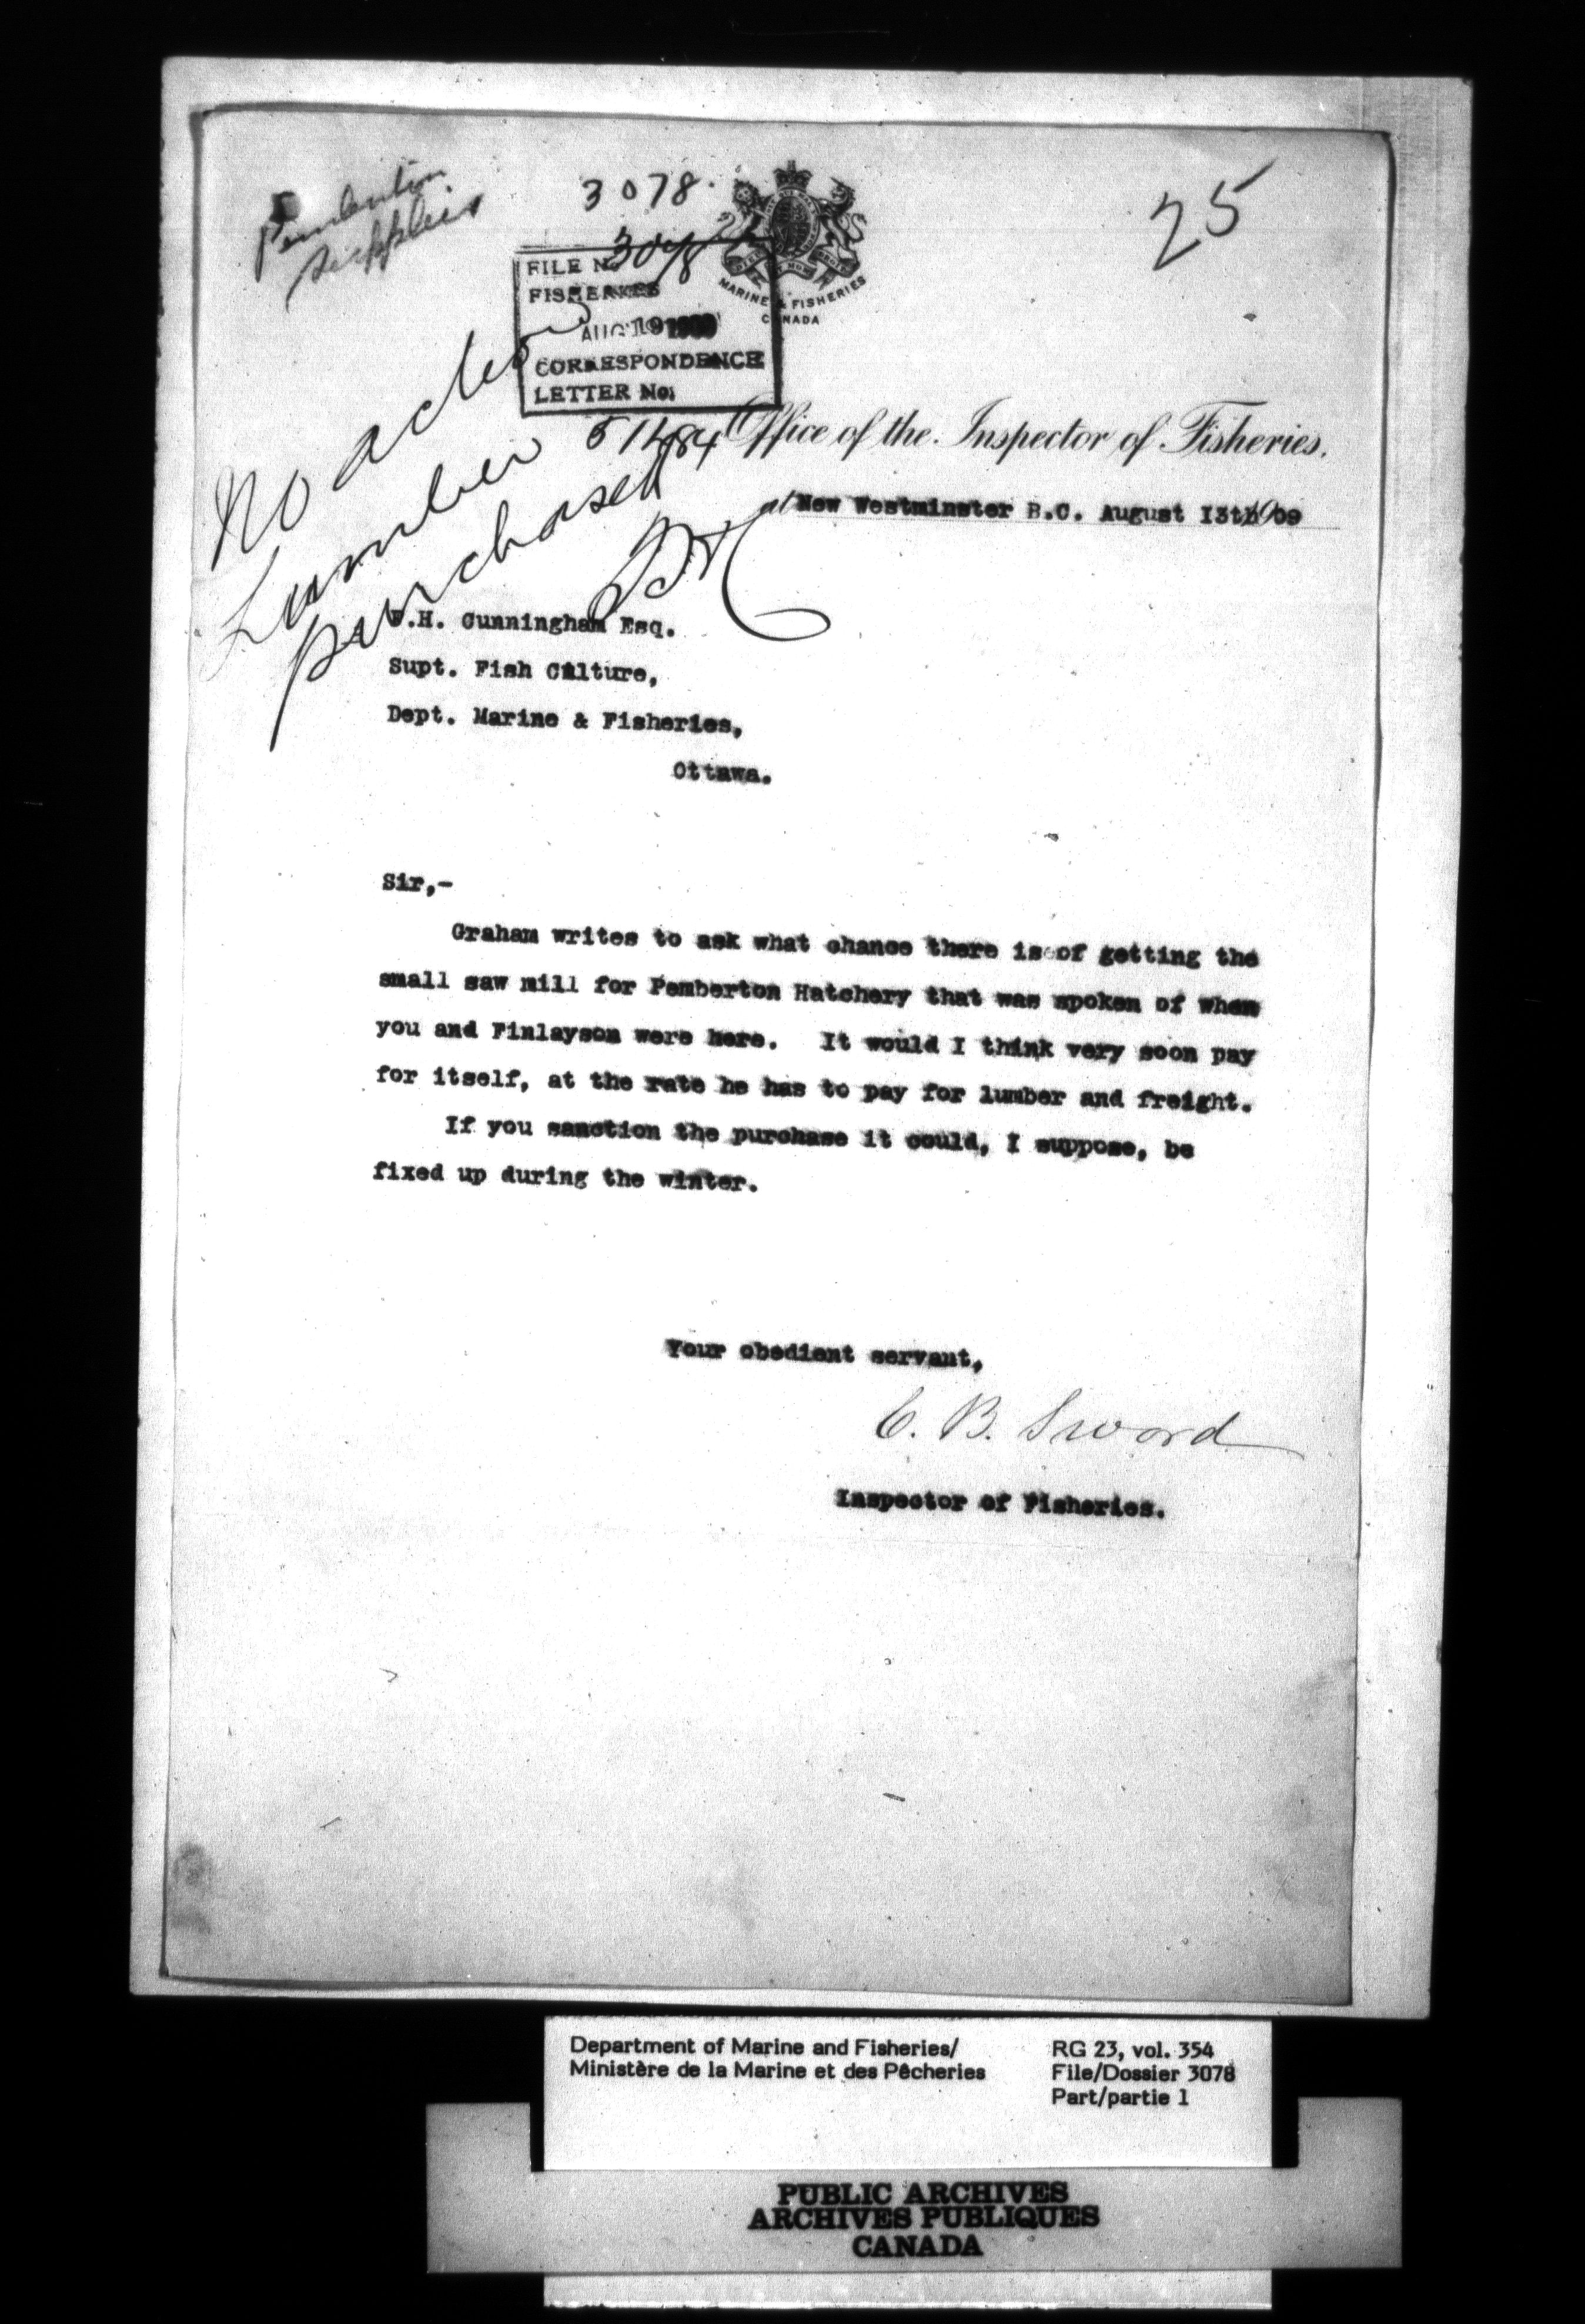 Pemberton
supplies
3078
25
MARINE & FISHERIES
CANADA
FILE No 3078
FISHERIES
AUG 19 1909
CORRESPONDENCE
LETTER No.
No action
Lumber
purchased
Office of the Inspector of Fisheries.
at New Westminster B.C. August 13th 1909
F.H. Cunningham Esq.
Supt. Fish Culture,
Dept. Marine & Fisheries,
Ottawa.
Sir,-
Graham writes to ask what chance there is of getting the
small saw mill for Pemberton Hatchery that was spoken of when
you and Finlayson were here. It would I think very soon pay
for itself, at the rate he has to pay for lumber and freight.
If you sanction the purchase it could, I suppose, be
fixed up during the winter.
Your obedient servant,
C. B. Sword
Inspector of Fisheries.
Department of Marine and Fisheries/
Ministère de la Marine et des Pêcheries
RG 23, vol. 354
File/Dossier 3078
Part/partie 1
PUBLIC ARCHIVES
ARCHIVES PUBLIQUES
CANADA